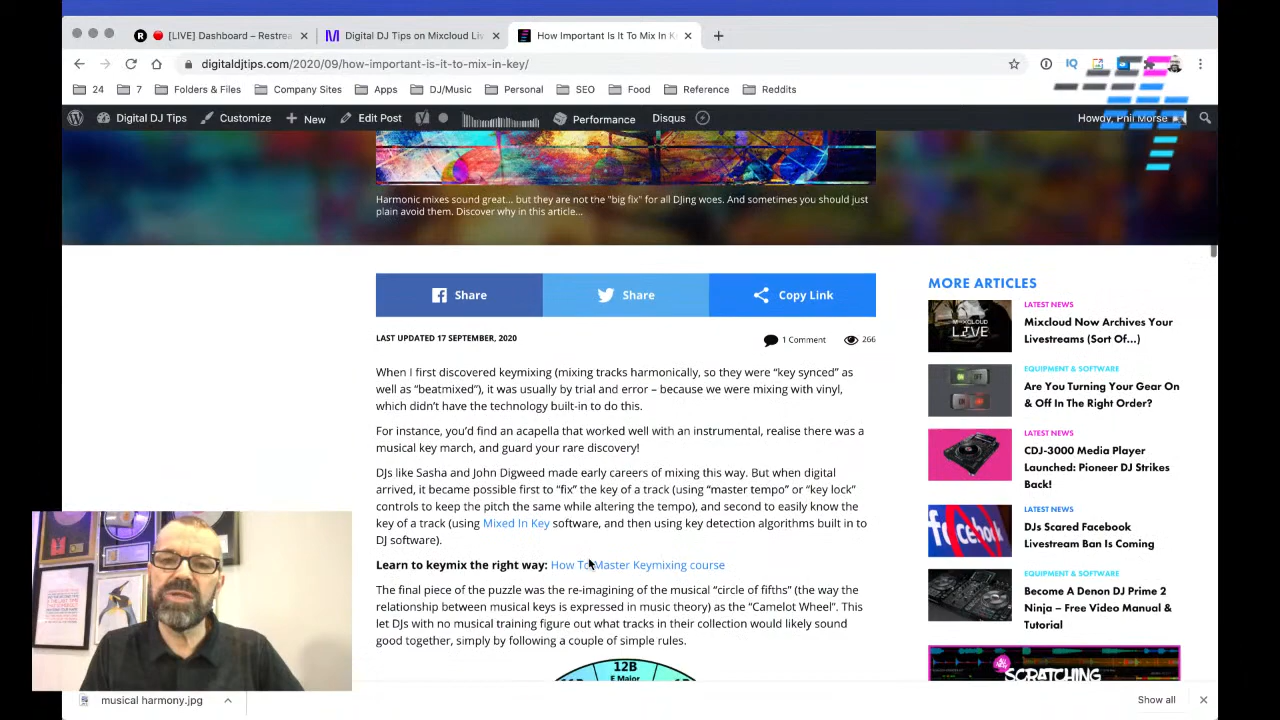 [LIVE] Dashboard – Restrea
Digital DJ Tips on Mixcloud Liv
How Important Is It To Mix In K
digitaldjtips.com/2020/09/how-important-is-it-to-mix-in-key/
24
7
Folders & Files
Company Sites
Apps
DJ/Music
Personal
SEO
Food
Reference
Reddits
Digital DJ Tips
Customize
New
Edit Post
Performance
Disqus
Howdy, Phil Morse
Harmonic mixes sound great... but they are not the "big fix" for all DJing woes. And sometimes you should just
plain avoid them. Discover why in this article...
Share
Share
Copy Link
LAST UPDATED 17 SEPTEMBER, 2020
1 Comment
266
When I first discovered keymixing (mixing tracks harmonically, so they were “key synced” as
well as “beatmixed”), it was usually by trial and error – because we were mixing with vinyl,
which didn’t have the technology built-in to do this.
For instance, you’d find an acapella that worked well with an instrumental, realise there was a
musical key march, and guard your rare discovery!
DJs like Sasha and John Digweed made early careers of mixing this way. But when digital
arrived, it became possible first to “fix” the key of a track (using “master tempo” or “key lock”
controls to keep the pitch the same while altering the tempo), and second to easily know the
key of a track (using Mixed In Key software, and then using key detection algorithms built in to
DJ software).
Learn to keymix the right way: How To Master Keymixing course
The final piece of the puzzle was the re-imagining of the musical “circle of fifths” (the way the
relationship between musical keys is expressed in music theory) as the “Camelot Wheel”. This
let DJs with no musical training figure out what tracks in their collection would likely sound
good together, simply by following a couple of simple rules.
12B
E Major
MORE ARTICLES
LATEST NEWS
Mixcloud Now Archives Your
Livestreams (Sort Of...)
MIXCLOUD
LIVE
EQUIPMENT & SOFTWARE
Are You Turning Your Gear On
& Off In The Right Order?
LATEST NEWS
CDJ-3000 Media Player
Launched: Pioneer DJ Strikes
Back!
LATEST NEWS
DJs Scared Facebook
Livestream Ban Is Coming
EQUIPMENT & SOFTWARE
Become A Denon DJ Prime 2
Ninja – Free Video Manual &
Tutorial
SCRATCHING
musical harmony.jpg
Show all